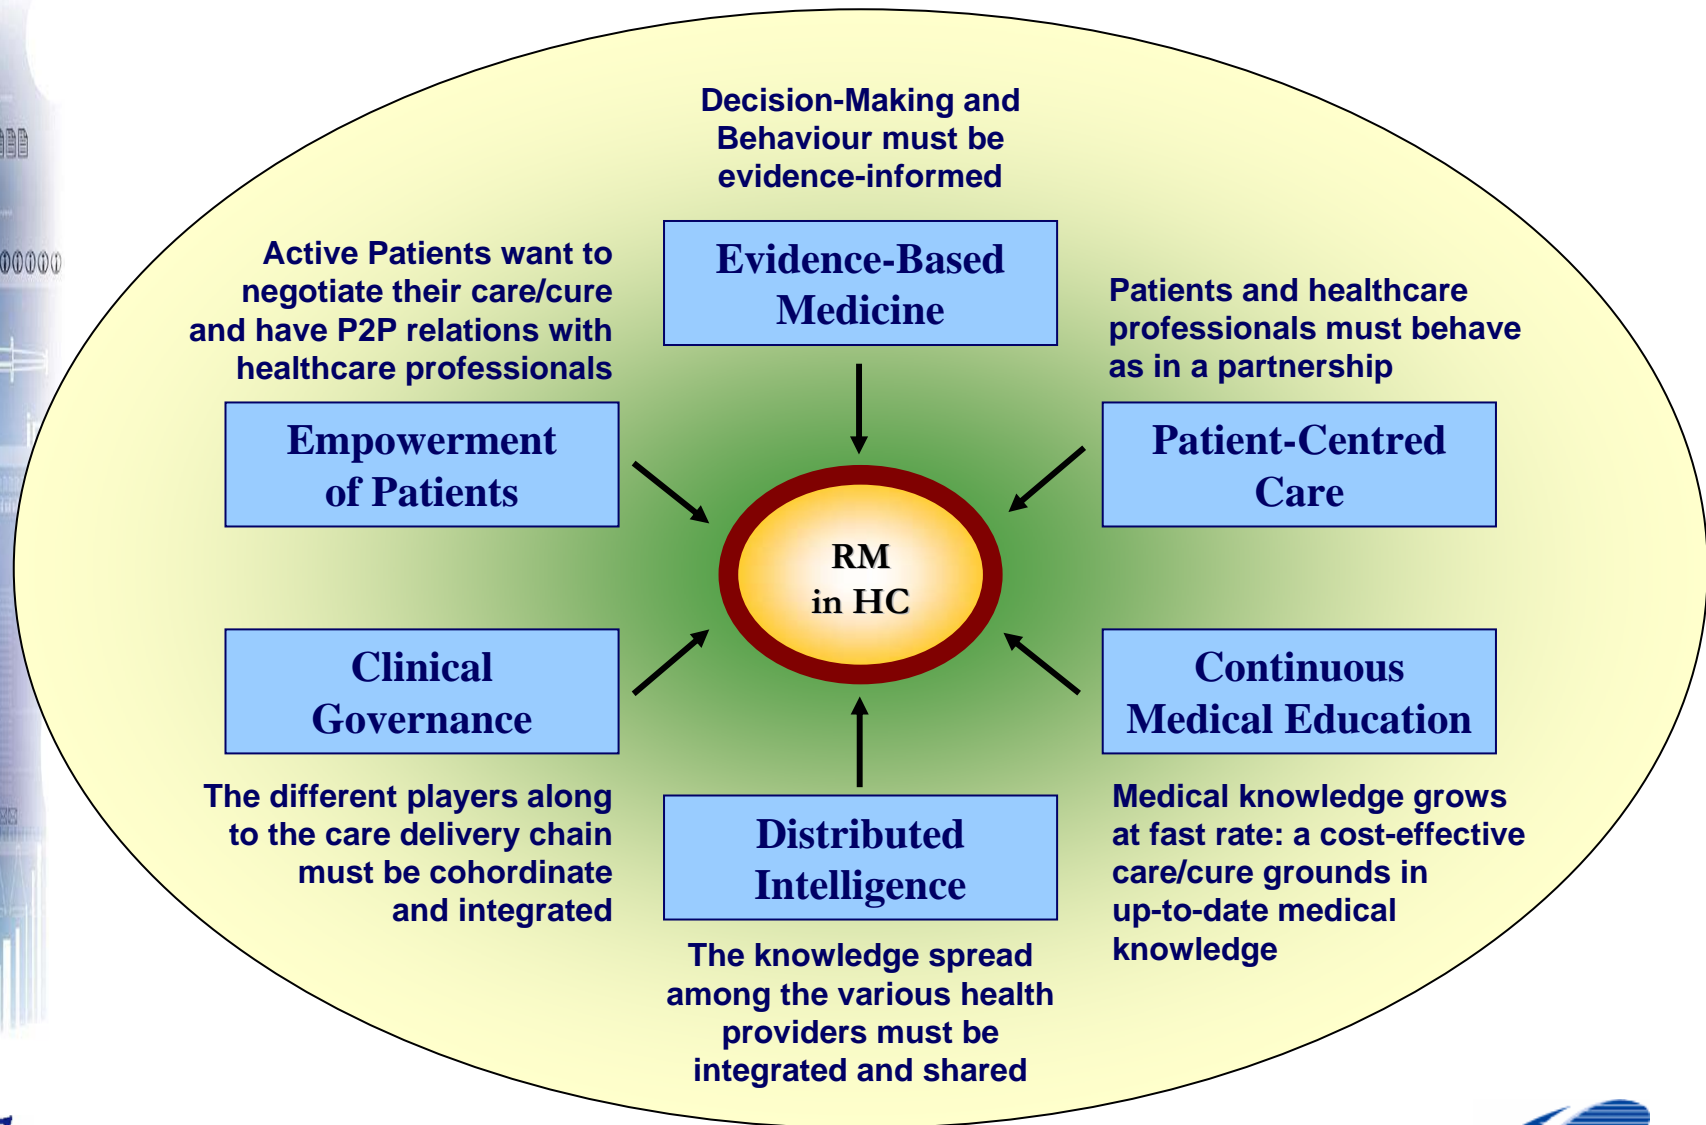 Decision-Making and
Behaviour must be
evidence-informed
Evidence-Based
Medicine
Active Patients want to
negotiate their care/cure
and have P2P relations with
healthcare professionals
Empowerment
of Patients
Patients and healthcare
professionals must behave
as in a partnership
Patient-Centred
Care
RM
in HC
Clinical
Governance
The different players along
to the care delivery chain
must be cohordinate
and integrated
Continuous
Medical Education
Medical knowledge grows
at fast rate: a cost-effective
care/cure grounds in
up-to-date medical
knowledge
Distributed
Intelligence
The knowledge spread
among the various health
providers must be
integrated and shared